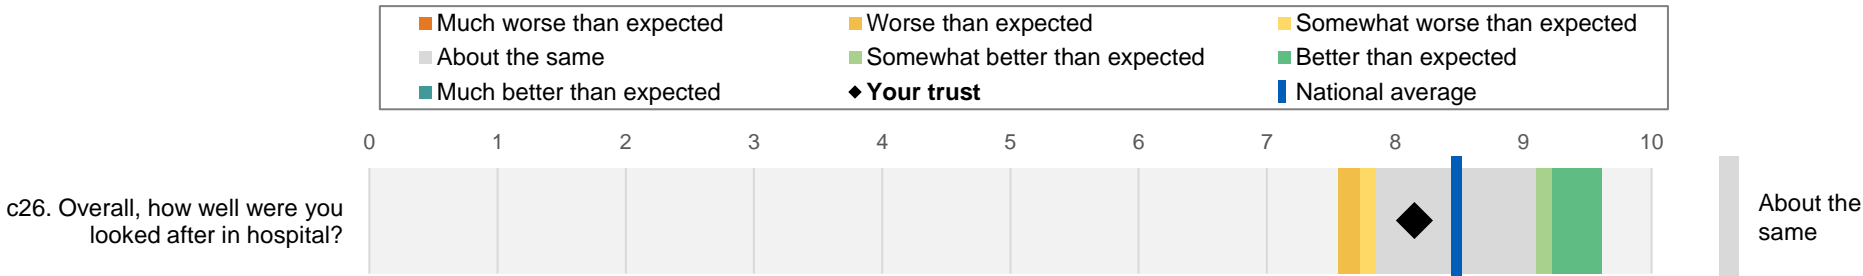 Much worse than expected
Worse than expected
Somewhat worse than expected
About the same
Somewhat better than expected
Better than expected
Much better than expected
Your trust
National average
0 1 2 3 4 5 6 7 8 9 10
c26. Overall, how well were you
looked after in hospital?
About the
same